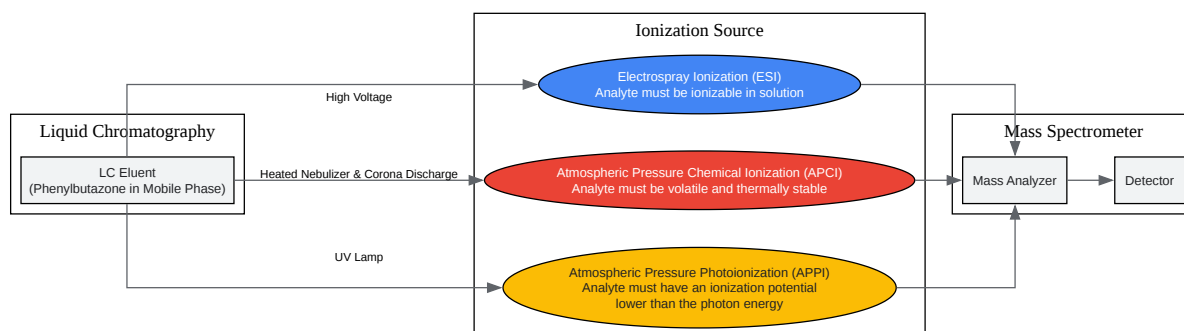 Ionization Source
Electrospray Ionization (ESI)
Analyte must be ionizable in solution
High Voltage
Liquid Chromatography
LC Eluent
(Phenylbutazone in Mobile Phase)
Heated Nebulizer & Corona Discharge
Atmospheric Pressure Chemical Ionization (APCI)
Analyte must be volatile and thermally stable
Mass Spectrometer
Mass Analyzer
Detector
UV Lamp
Atmospheric Pressure Photoionization (APPI)
Analyte must have an ionization potential
lower than the photon energy